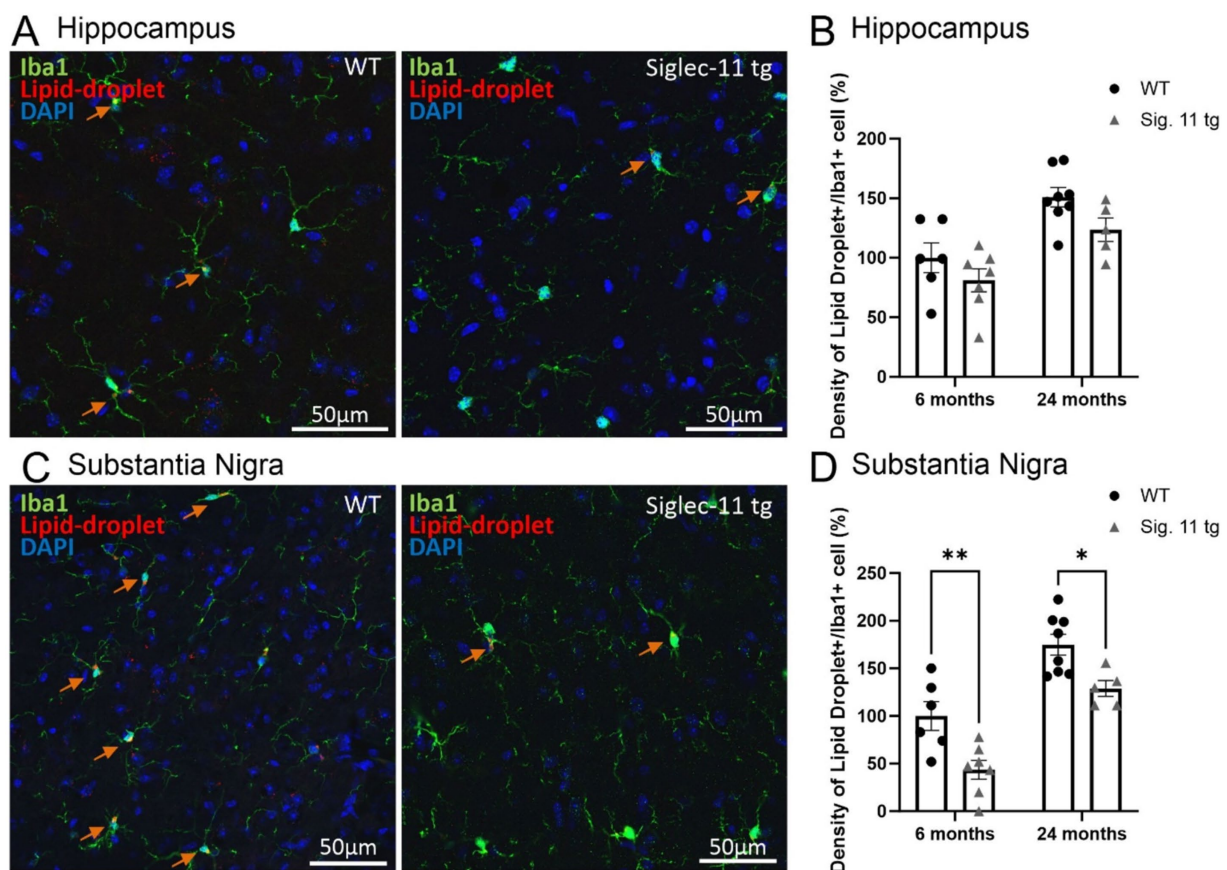 A Hippocampus
Iba1
Lipid-droplet
DAPI
WT
50µm
Iba1
Lipid-droplet
DAPI
Siglec-11 tg
50µm
B Hippocampus
WT
Sig. 11 tg
Density of Lipid Droplet+/Iba1+ cell (%)
200
150
100
50
0
6 months
24 months
C Substantia Nigra
Iba1
Lipid-droplet
DAPI
WT
50µm
Iba1
Lipid-droplet
DAPI
Siglec-11 tg
50µm
D Substantia Nigra
WT
Sig. 11 tg
Density of Lipid Droplet+/Iba1+ cell (%)
** *
250
200
150
100
50
0
6 months
24 months